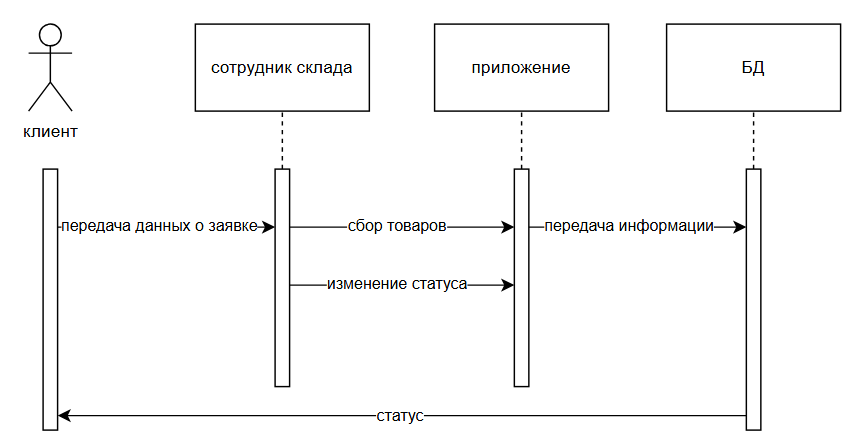 клиент
сотрудник склада
приложение
БД
передача данных о заявке
сбор товаров
передача информации
изменение статуса
статус